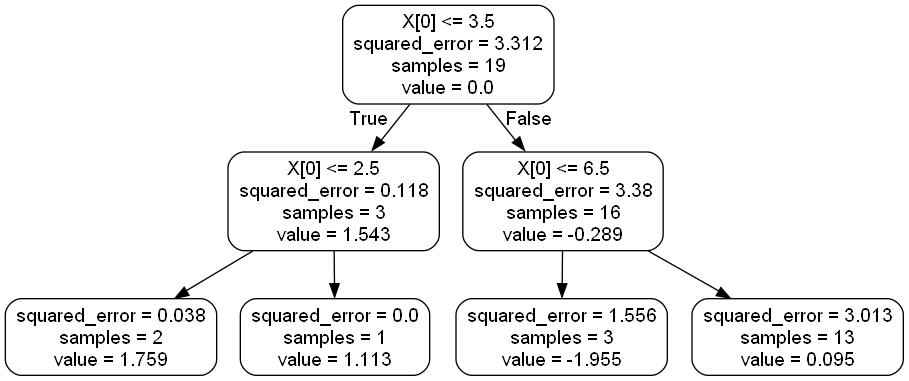 X[0] <= 3.5
squared_error = 3.312
samples = 19
value = 0.0
True
False
X[0] <= 2.5
squared_error = 0.118
samples = 3
value = 1.543
X[0] <= 6.5
squared_error = 3.38
samples = 16
value = -0.289
squared_error = 0.038
samples = 2
value = 1.759
squared_error = 0.0
samples = 1
value = 1.113
squared_error = 1.556
samples = 3
value = -1.955
squared_error = 3.013
samples = 13
value = 0.095